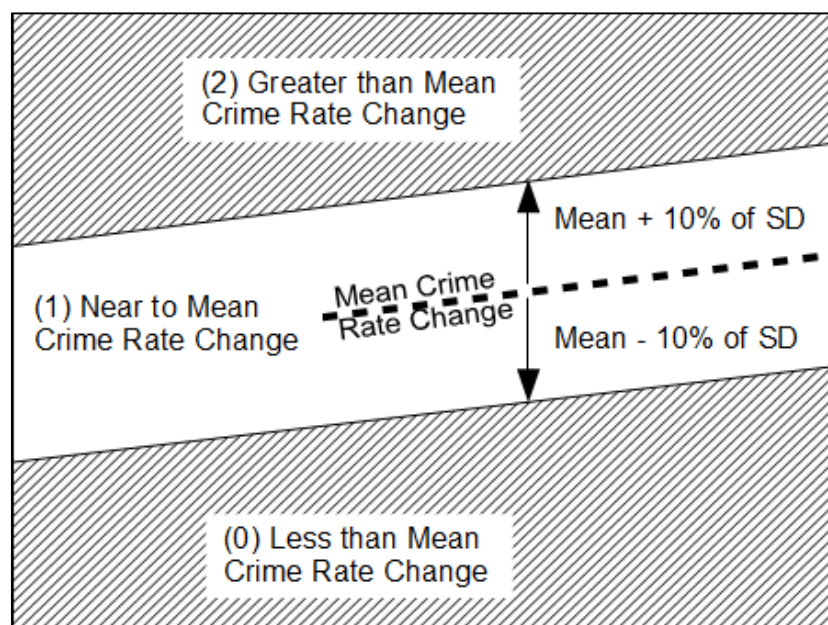 (2) Greater than Mean
Crime Rate Change
Mean + 10% of SD
Mean Crime
Rate Change
(1) Near to Mean
Crime Rate Change
Mean - 10% of SD
(0) Less than Mean
Crime Rate Change